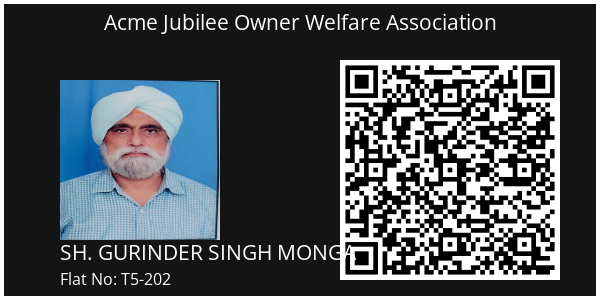 Acme Jubilee Owner Welfare Association
SH. GURINDER SINGH MONGA
Flat No: T5-202